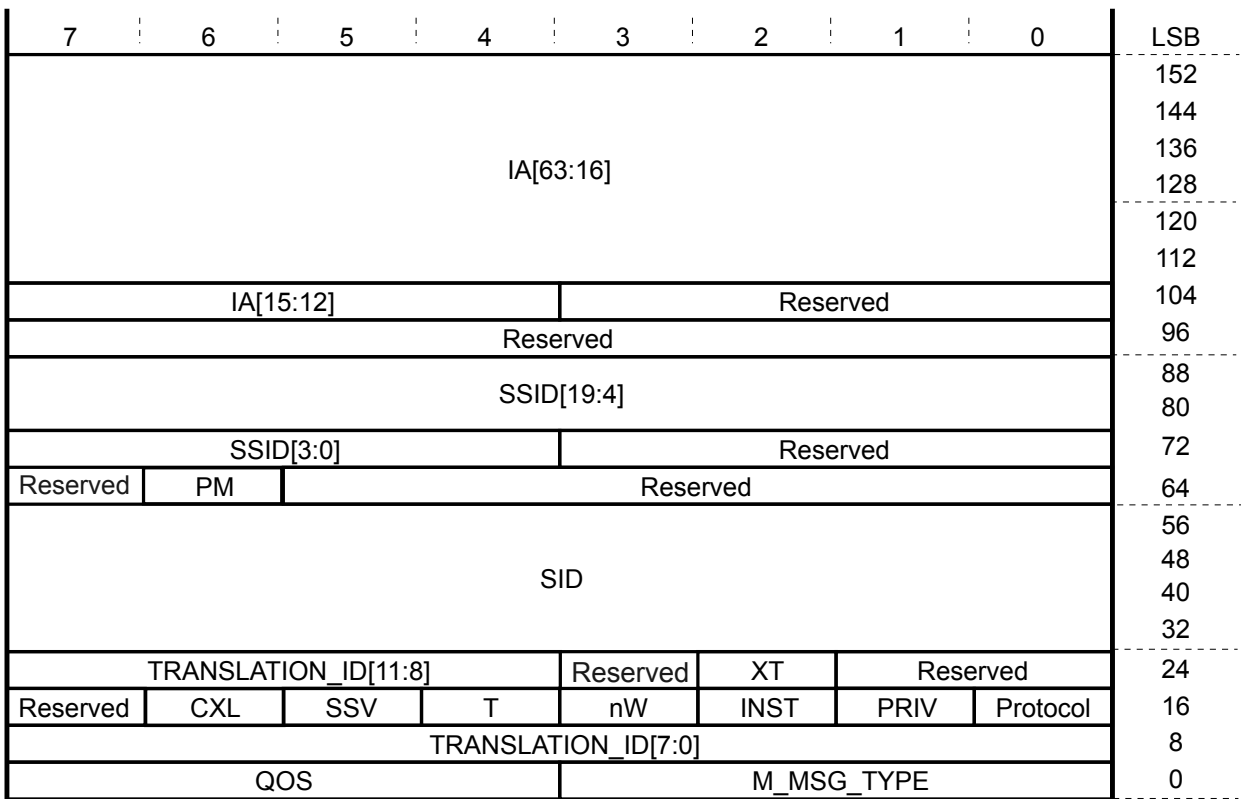 7 6 5 4 3 2 1 0 LSB
152
144
136
IA[63:16]
128
120
112
IA[15:12] Reserved 104
Reserved 96
88
SSID[19:4]
80
SSID[3:0] Reserved 72
Reserved PM Reserved 64
56
48
SID
40
32
TRANSLATION_ID[11:8] Reserved XT Reserved 24
Reserved CXL SSV T nW INST PRIV Protocol 16
TRANSLATION_ID[7:0] 8
QOS M_MSG_TYPE 0